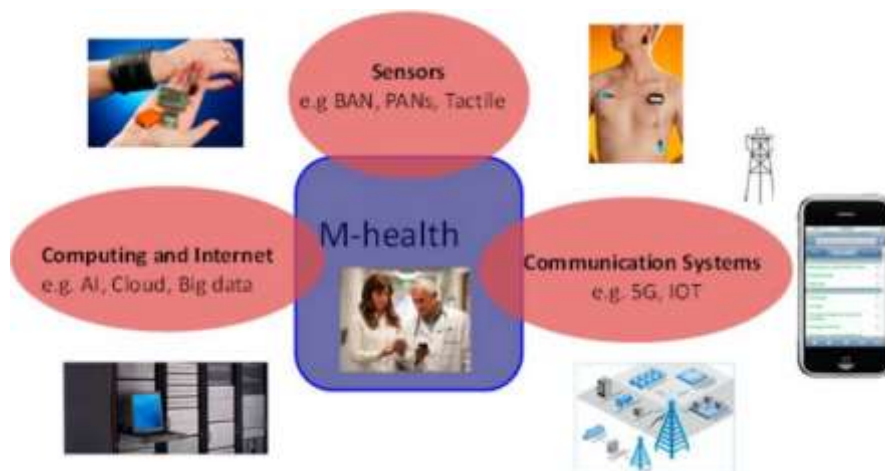 Sensors
e.g BAN, PANs, Tactile
M-health
Computing and Internet
e.g. AI, Cloud, Big data
Communication Systems
e.g. 5G, IOT